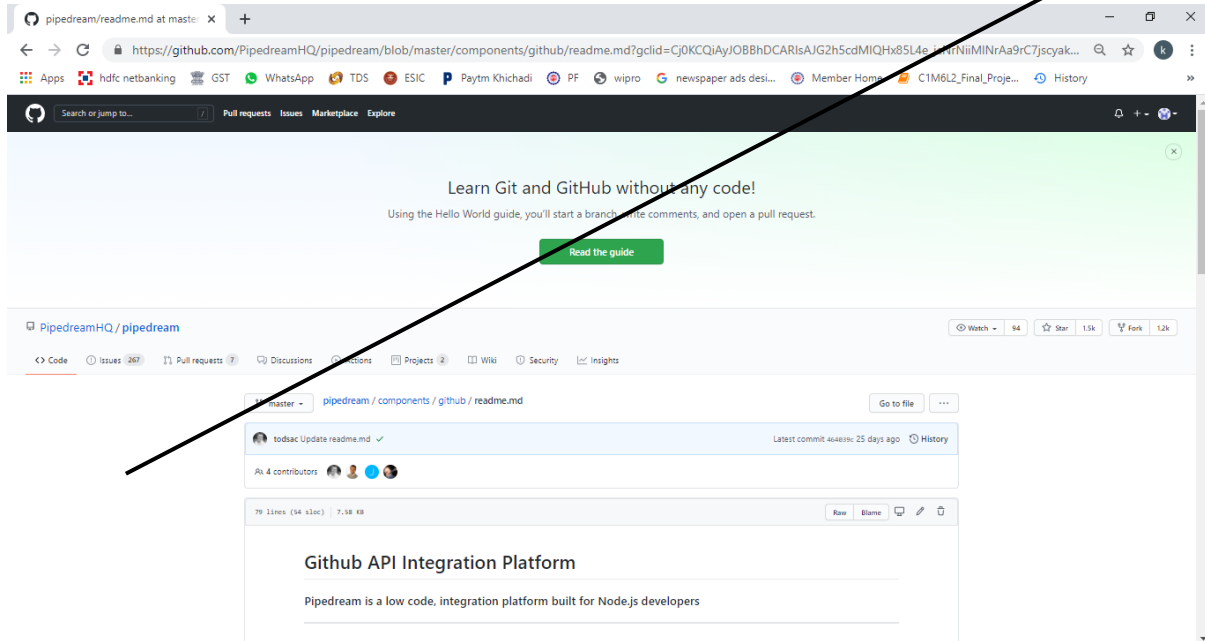 pipedream/readme.md at master
https://github.com/PipedreamHQ/pipedream/blob/master/components/github/readme.md?gclid=
Apps hdfc netbanking GST WhatsApp TDS ESIC Paytm Khichadi PF wipro newspaper ads desi... Member Home C1M6L2_Final_Proje... History
Search or jump to... / Pull requests Issues Marketplace Explore
Learn Git and GitHub without any code!
Using the Hello World guide, you'll start a branch, write comments, and open a pull request.
Read the guide
PipedreamHQ / pipedream Watch 94 Star 1.5k Fork 1.2k
Code Issues 267 Pull requests 7 Discussions Actions Projects 2 Wiki Security Insights
master pipedream / components / github / readme.md Go to file ...
todsac Update readme.md Latest commit 25 days ago History
4 contributors
79 lines (54 sloc) 7.58 KB Raw Blame
Github API Integration Platform
Pipedream is a low code, integration platform built for Node.js developers